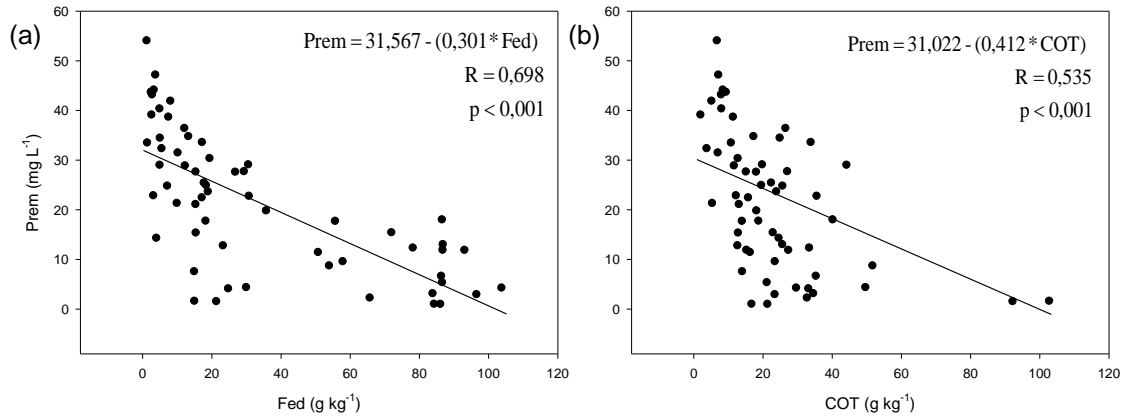 (a)
Prem = 31,567 - (0,301* Fed)
R = 0,698
p < 0,001
Prem (mg L-1)
60
50
40
30
20
10
0
0 20 40 60 80 100 120
Fed (g kg-1)
(b)
Prem = 31,022 - (0,412 * COT)
R = 0,535
p < 0,001
60
50
40
30
20
10
0
0 20 40 60 80 100 120
COT (g kg-1)